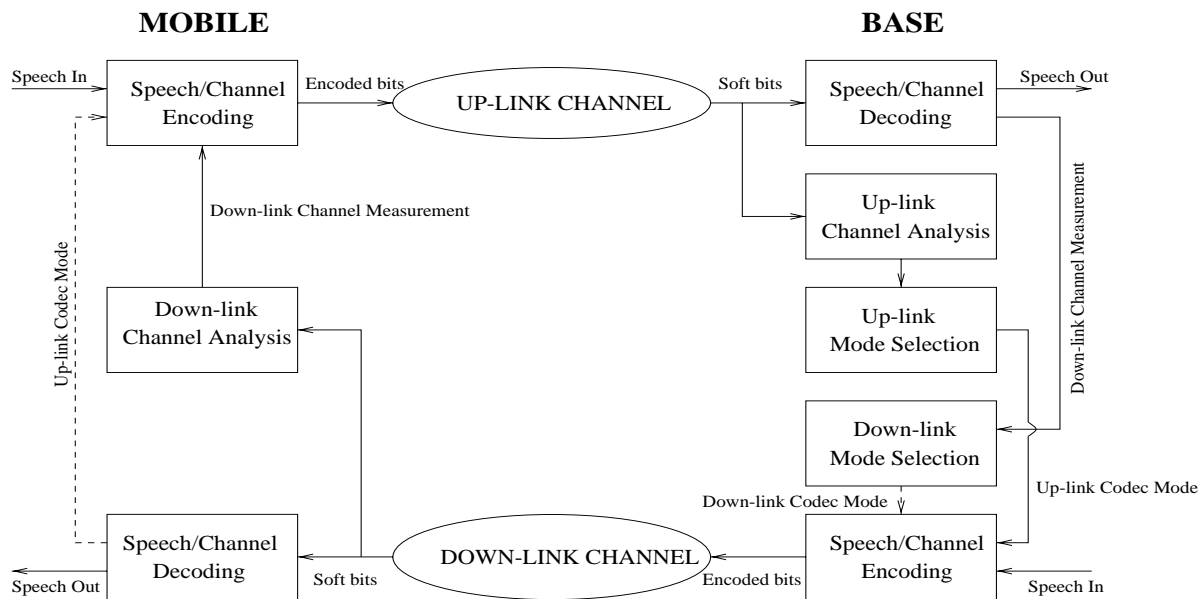 MOBILE
BASE
Speech In
Speech/Channel
Encoding
Encoded bits
UP-LINK CHANNEL
Soft bits
Speech/Channel
Decoding
Speech Out
Down-link Channel Measurement
Up-link
Channel Analysis
Down-link Channel Measurement
Up-link Codec Mode
Down-link
Channel Analysis
Up-link
Mode Selection
Down-link
Mode Selection
Down-link Codec Mode
Up-link Codec Mode
Speech/Channel
Decoding
Speech Out
Soft bits
DOWN-LINK CHANNEL
Encoded bits
Speech/Channel
Encoding
Speech In